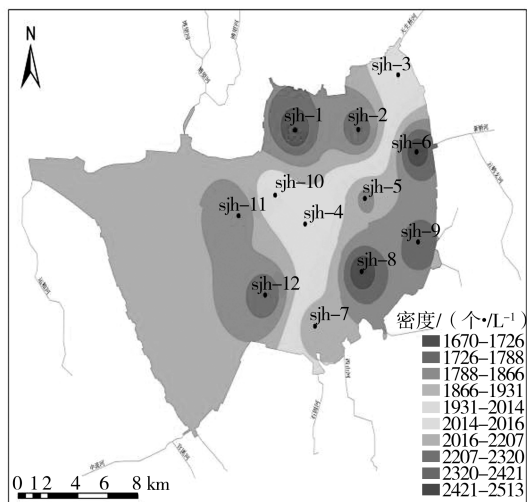 N
sjh-3
sjh-1
sjh-2
sjh-6
sjh-10
sjh-5
sjh-11
sjh-4
sjh-9
sjh-8
sjh-12
sjh-7
密度/（个•/L⁻¹）
1670-1726
1726-1788
1788-1866
1866-1931
1931-2014
2014-2016
2016-2207
2207-2320
2320-2421
2421-2513
0 1 2 4 6 8 km